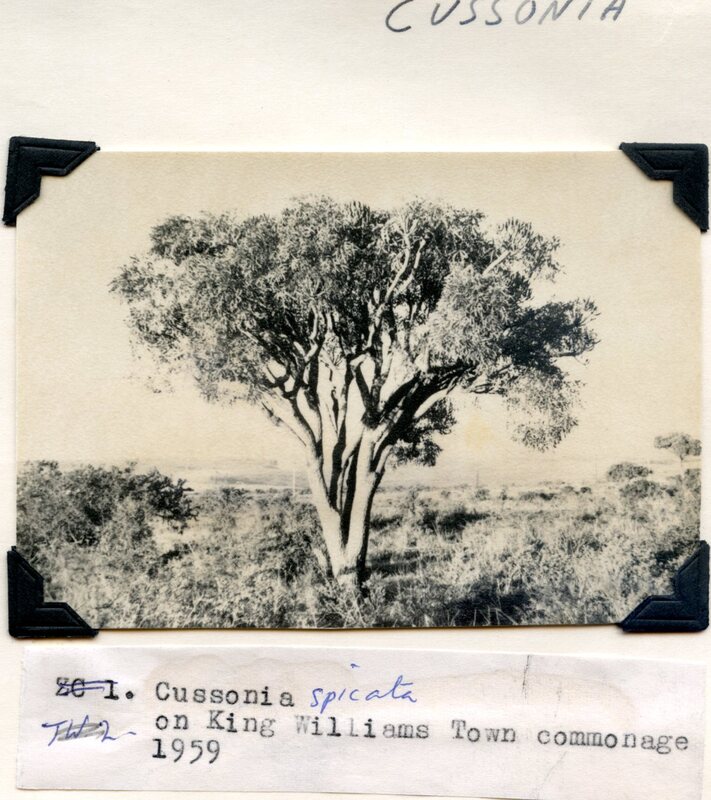 CUSSONIA
1. Cussonia spicata
on King Williams Town commonage
1959